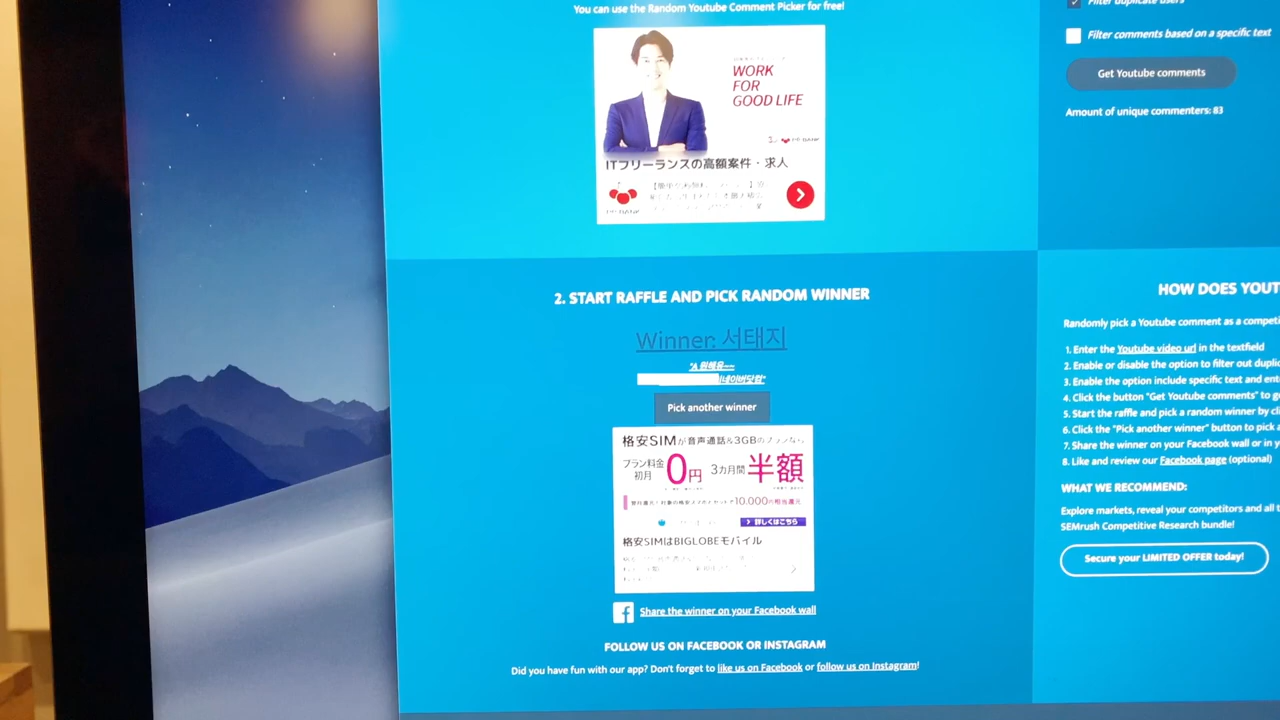 You can use the Random Youtube Comment Picker for free!
WORK
FOR
GOOD LIFE
ITフリーランスの高額案件・求人
PE-BANK
Filter duplicate users
Filter comments based on a specific text
Get Youtube comments
Amount of unique commenters: 83
2. START RAFFLE AND PICK RANDOM WINNER
Winner: 서태지
네이버닷컴"
Pick another winner
格安SIMが音声通話&3GBのプランなら
プラン料金
初月
0円
3カ月間
半額
10,000円相当還元
詳しくはこちら
格安SIMはBIGLOBEモバイル
Share the winner on your Facebook wall
FOLLOW US ON FACEBOOK OR INSTAGRAM
Did you have fun with our app? Don't forget to like us on Facebook or follow us on Instagram!
HOW DOES YOUT
Randomly pick a Youtube comment as a competi
1. Enter the Youtube video url in the textfield
2. Enable or disable the option to filter out dupli
3. Enable the option include specific text and ent
4. Click the button "Get Youtube comments" to g
5. Start the raffle and pick a random winner by cli
6. Click the "Pick another winner" button to pick a
7. Share the winner on your Facebook wall or in y
8. Like and review our Facebook page (optional)
WHAT WE RECOMMEND:
Explore markets, reveal your competitors and all t
SEMrush Competitive Research bundle!
Secure your LIMITED OFFER today!